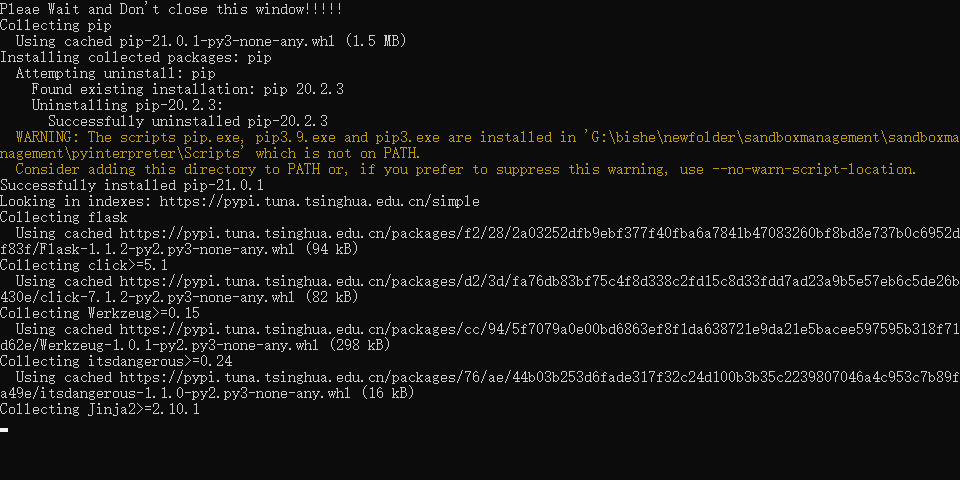 Pleae Wait and Don't close this window!!!!!
Collecting pip
Using cached pip-21.0.1-py3-none-any.whl (1.5 MB)
Installing collected packages: pip
Attempting uninstall: pip
Found existing installation: pip 20.2.3
Uninstalling pip-20.2.3:
Successfully uninstalled pip-20.2.3
WARNING: The scripts pip.exe, pip3.9.exe and pip3.exe are installed in 'G:\bishe\newfolder\sandboxmanagement\sandboxma
nagement\pyinterpreter\Scripts' which is not on PATH.
Consider adding this directory to PATH or, if you prefer to suppress this warning, use --no-warn-script-location.
Successfully installed pip-21.0.1
Looking in indexes: https://pypi.tuna.tsinghua.edu.cn/simple
Collecting flask
Using cached https://pypi.tuna.tsinghua.edu.cn/packages/f2/28/2a03252dfb9ebf377f40fba6a7841b47083260bf8bd8e737b0c6952d
f83f/Flask-1.1.2-py2.py3-none-any.whl (94 kB)
Collecting click>=5.1
Using cached https://pypi.tuna.tsinghua.edu.cn/packages/d2/3d/fa76db83bf75c4f8d338c2fd15c8d33fdd7ad23a9b5e57eb6c5de26b
430e/click-7.1.2-py2.py3-none-any.whl (82 kB)
Collecting Werkzeug>=0.15
Using cached https://pypi.tuna.tsinghua.edu.cn/packages/cc/94/5f7079a0e00bd6863ef8f1da638721e9da21e5bacee597595b318f71
d62e/Werkzeug-1.0.1-py2.py3-none-any.whl (298 kB)
Collecting itsdangerous>=0.24
Using cached https://pypi.tuna.tsinghua.edu.cn/packages/76/ae/44b03b253d6fade317f32c24d100b3b35c2239807046a4c953c7b89f
a49e/itsdangerous-1.1.0-py2.py3-none-any.whl (16 kB)
Collecting Jinja2>=2.10.1